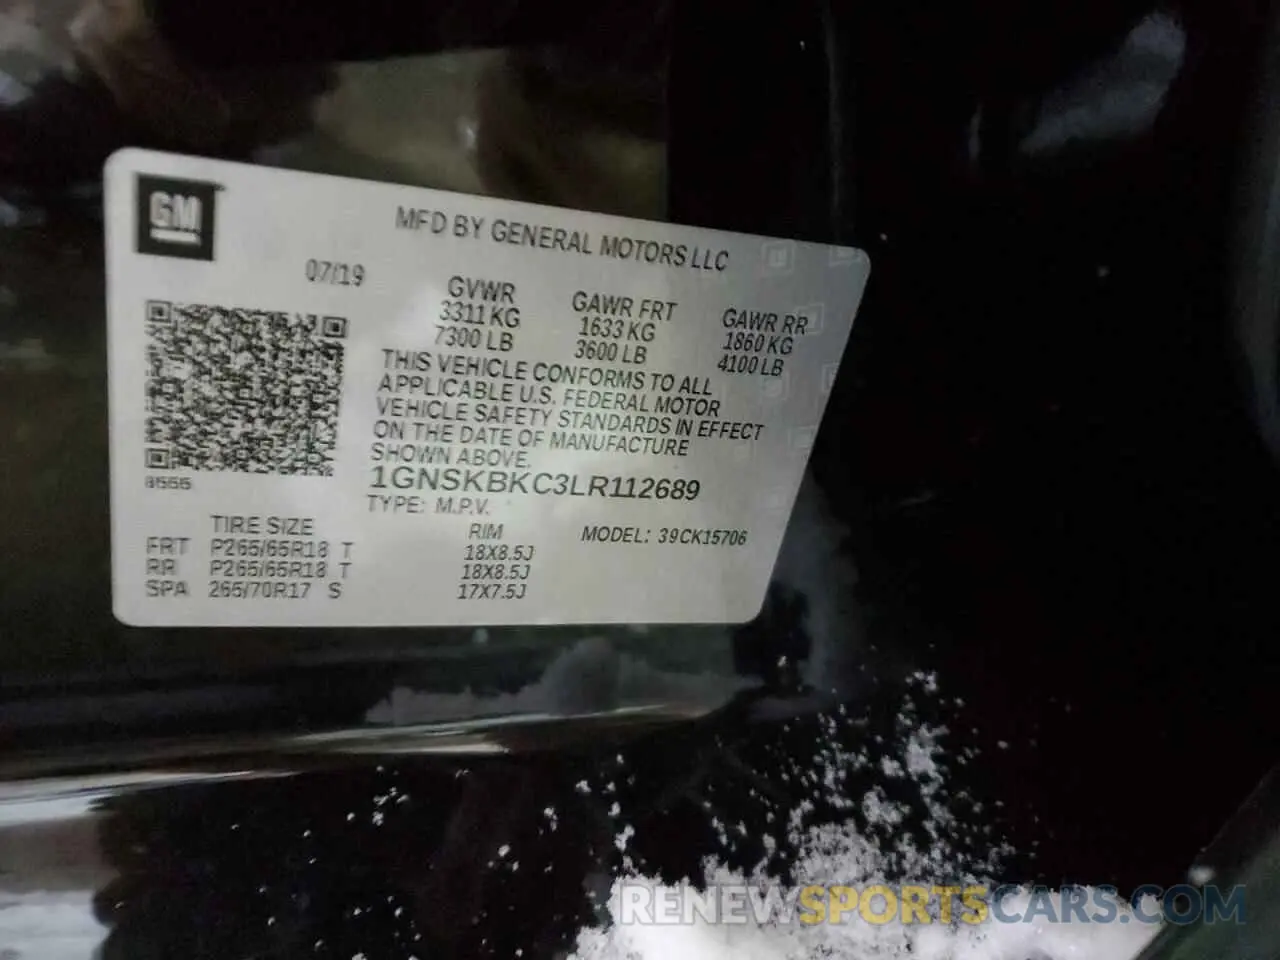 GM
MFD BY GENERAL MOTORS LLC
07/19
GVWR GAWR FRT GAWR RR
3311 KG 1633 KG 1860 KG
7300 LB 3600 LB 4100 LB
THIS VEHICLE CONFORMS TO ALL
APPLICABLE U.S. FEDERAL MOTOR
VEHICLE SAFETY STANDARDS IN EFFECT
ON THE DATE OF MANUFACTURE
SHOWN ABOVE.
1GNSKBKC3LR112689
TYPE: M.P.V.
TIRE SIZE RIM MODEL: 39CK15706
FRT P265/65R18 T 18X8.5J
RR P265/65R18 T 18X8.5J
SPA 265/70R17 S 17X7.5J
RENEWSPORTSCARS.COM